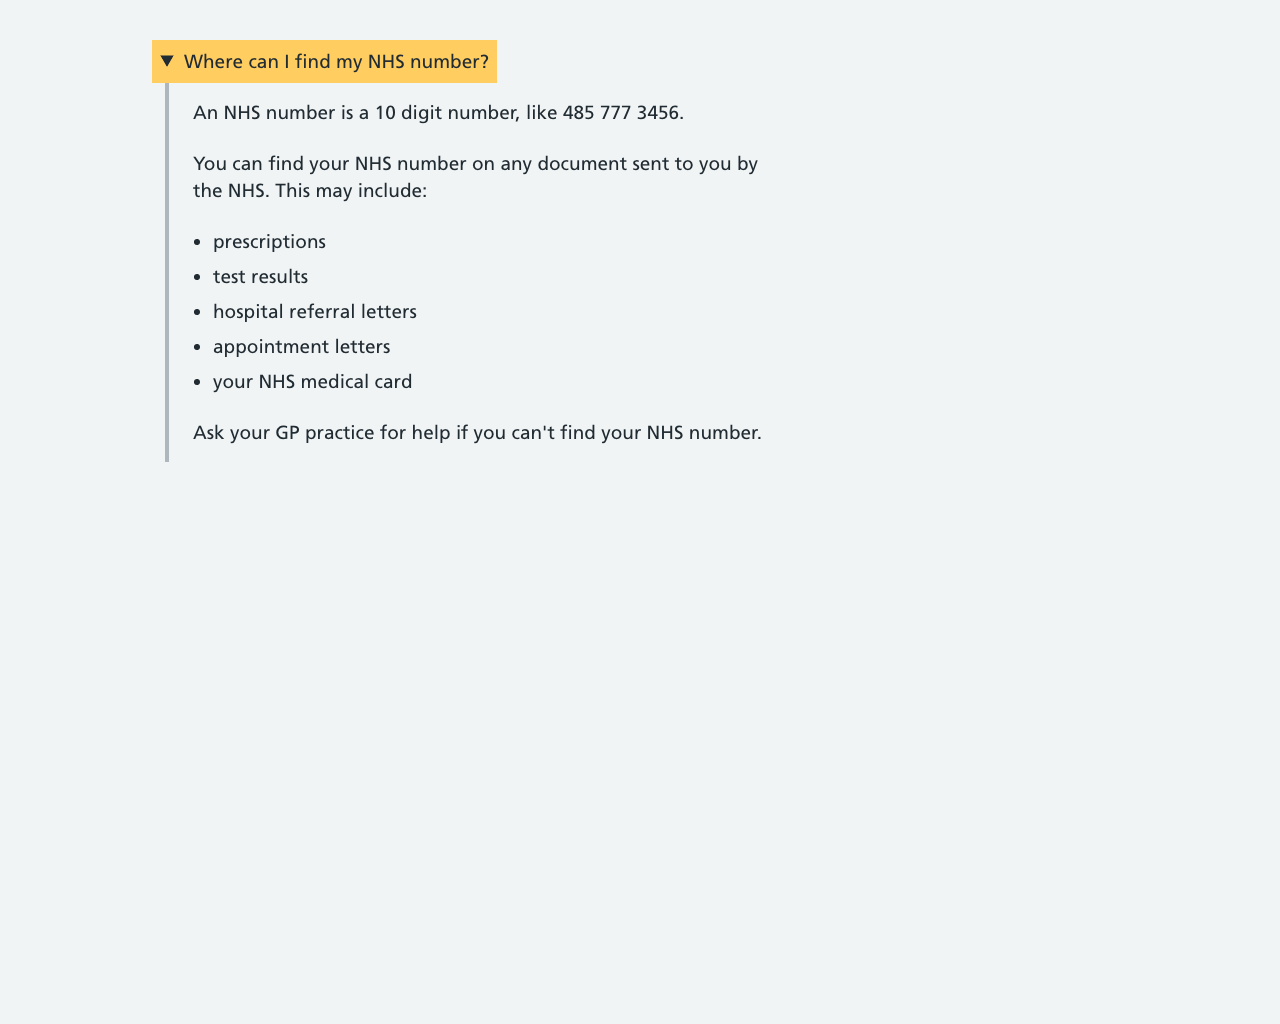 Where can I find my NHS number?
An NHS number is a 10 digit number, like 485 777 3456.
You can find your NHS number on any document sent to you by
the NHS. This may include:
• prescriptions
• test results
• hospital referral letters
• appointment letters
• your NHS medical card
Ask your GP practice for help if you can't find your NHS number.